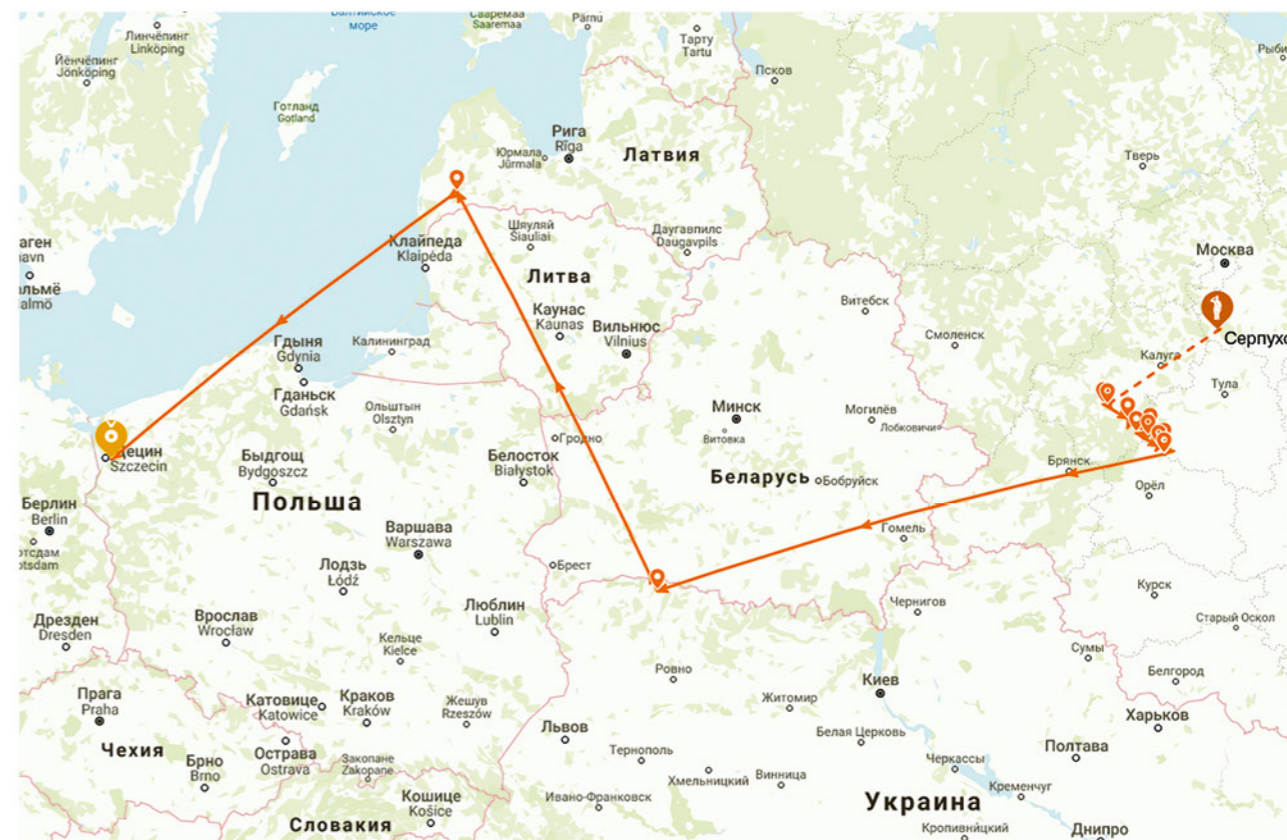 Балтийское
море
Сааремаа
Saaremaa
Pärnu
Линчёпинг
Linköping
Йёнчёпинг
Jönköping
Тарту
Tartu
Псков
Готланд
Gotland
Рига
Rīga
Юрмала
Jūrmala
Латвия
Тверь
Шяуляй
Šiauliai
Даугавпилс
Daugavpils
Клайпеда
Klaipėda
Москва
Литва
Витебск
Каунас
Kaunas
Вильнюс
Vilnius
Смоленск
Серпухо
Гдыня
Gdynia
Калининград
Калуга
Гданьск
Gdańsk
Тула
Ольштын
Olsztyn
Минск
Могилёв
Витовка
Лобковичи
Гродно
Щецин
Szczecin
Быдгощ
Bydgoszcz
Белосток
Białystok
Беларусь
Бобруйск
Брянск
Орёл
Польша
Берлин
Berlin
Варшава
Warszawa
Гомель
отсдам
otsdam
Лодзь
Łódź
Брест
Курск
Чернигов
Люблин
Lublin
Врослав
Wrocław
Дрезден
Dresden
Старый Оскол
Кельце
Kielce
Сумы
Ровно
Белгород
Прага
Praha
Катовице
Katowice
Краков
Kraków
Жешув
Rzeszów
Киев
Житомир
Харьков
Львов
Белая Церковь
Чехия
Брно
Brno
Острава
Ostrava
Закопане
Zakopane
Тернополь
Полтава
Черкассы
Хмельницкий
Винница
Кременчуг
Кошице
Košice
Ивано-Франковск
Украина
Словакия
Кропивницкий
Днипро